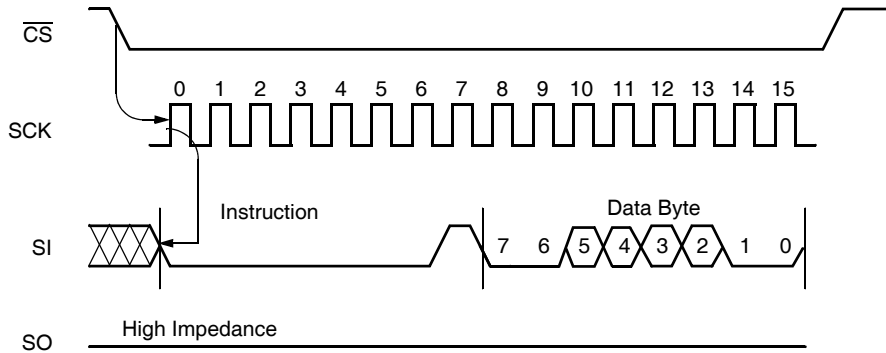 CS
0 1 2 3 4 5 6 7 8 9 10 11 12 13 14 15
SCK
Instruction
Data Byte
SI
7 6 5 4 3 2 1 0
High Impedance
SO